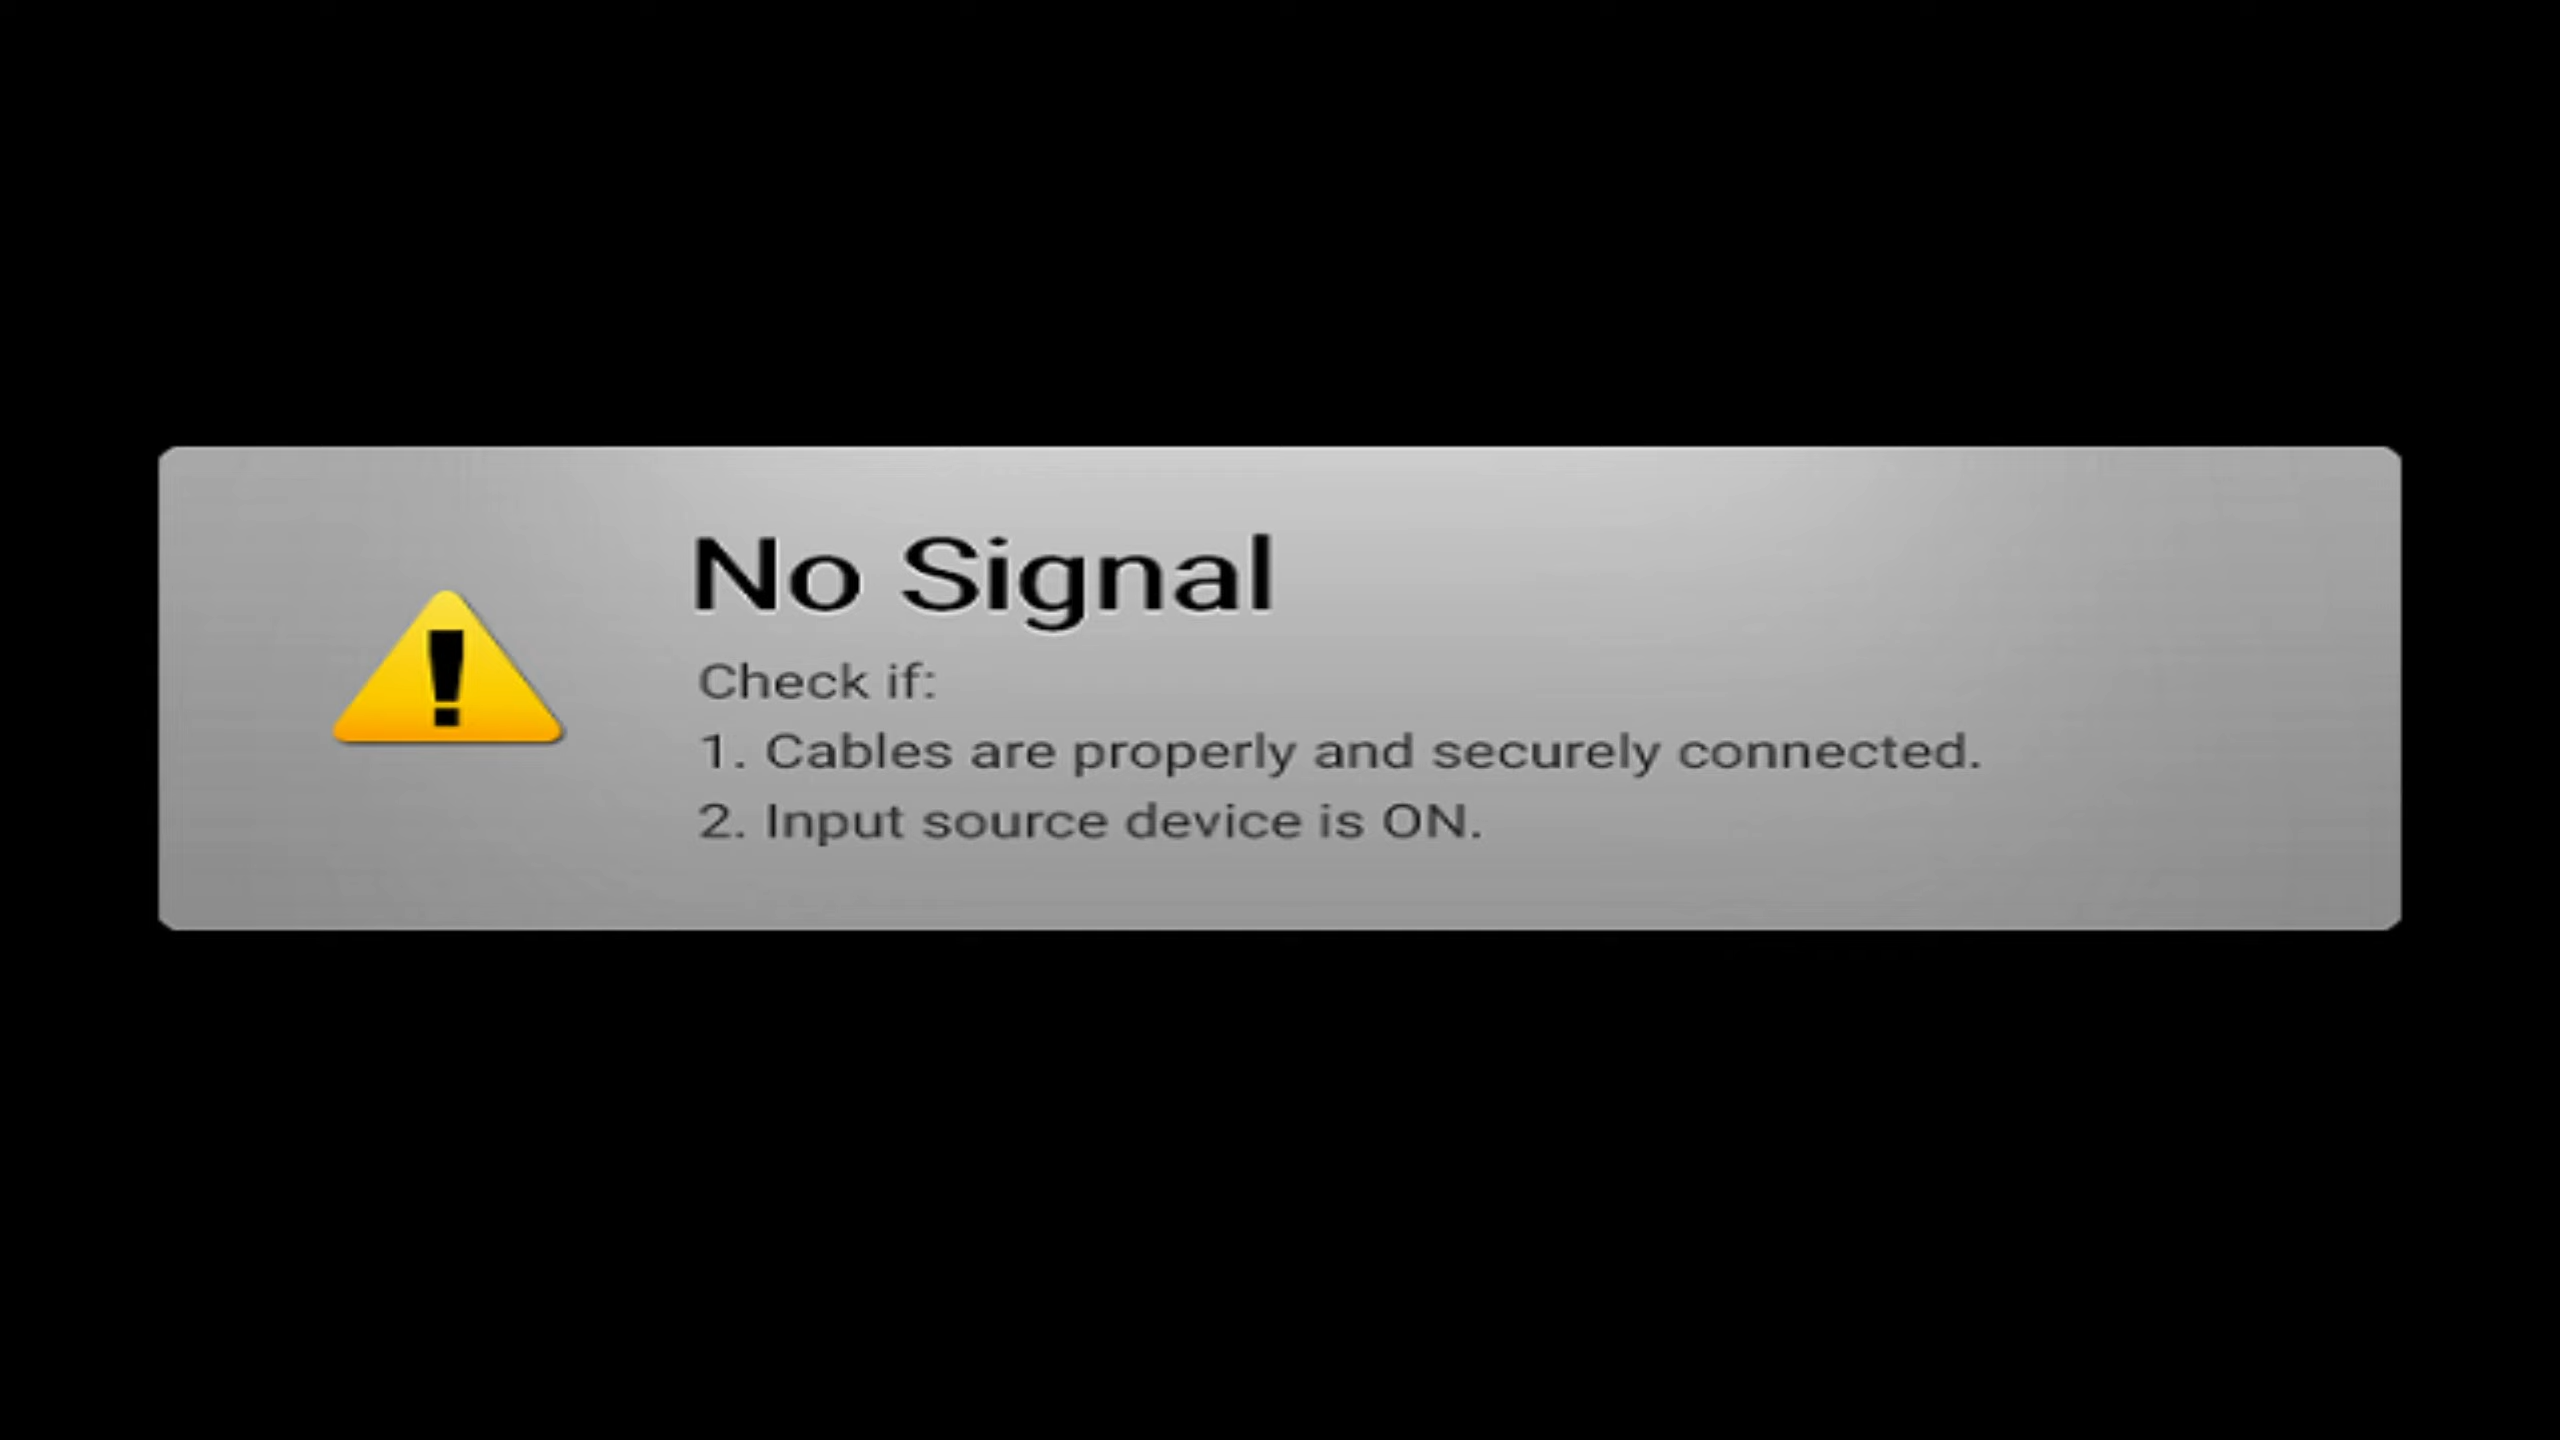 No Signal
Check if:
1. Cables are properly and securely connected.
2. Input source device is ON.